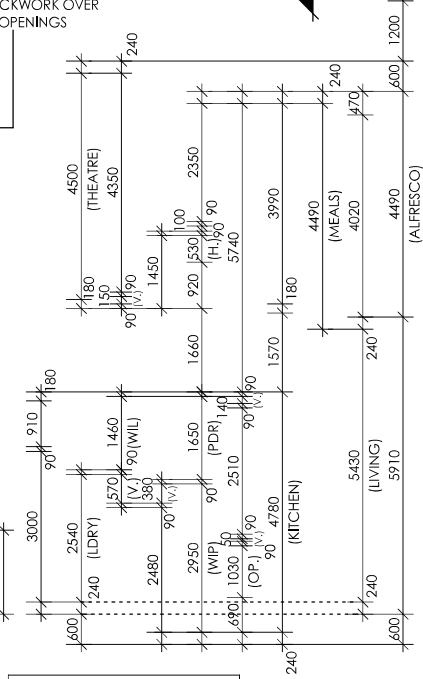 CKWORK OVER
OPENINGS
3000 910 180
90
600 2540 4500 240
240 (LDRY) 180 (THEATRE)
570 1460 150 4350
(V.) 90 (WIL) 90 (V.) 90
2480 380 1450 100
90 (V.)
2950 1650 1660 920 530 90 2350
(WIP) 90 (PDR) (H.) 90
690 1030 50 90 2510 140 90 5740
(OP.) 90 (V.) 90 (V.)
240 4780 1570 180 3990 240
(KITCHEN)
4490
(MEALS)
240 5430 240 4020 470
(LIVING)
600 5910 4490 600 1200
(ALFRESCO)